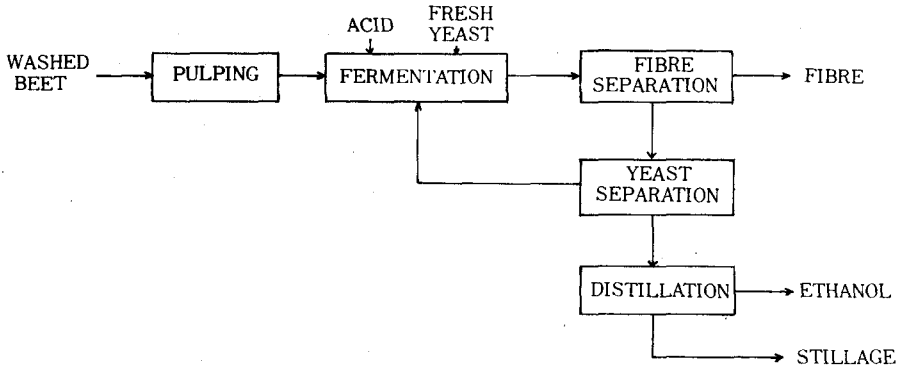 ACID
FRESH
YEAST
WASHED
BEET
PULPING
FERMENTATION
FIBRE
SEPARATION
FIBRE
YEAST
SEPARATION
DISTILLATION
ETHANOL
STILLAGE